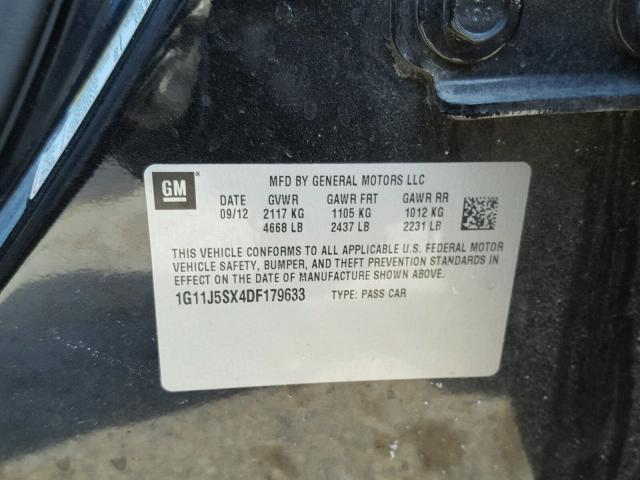 GM
MFD BY GENERAL MOTORS LLC
DATE GVWR GAWR FRT GAWR RR
09/12 2117 KG 1105 KG 1012 KG
4668 LB 2437 LB 2231 LB
THIS VEHICLE CONFORMS TO ALL APPLICABLE U.S. FEDERAL MOTOR
VEHICLE SAFETY, BUMPER, AND THEFT PREVENTION STANDARDS IN
EFFECT ON THE DATE OF MANUFACTURE SHOWN ABOVE.
1G11J5SX4DF179633 TYPE: PASS CAR